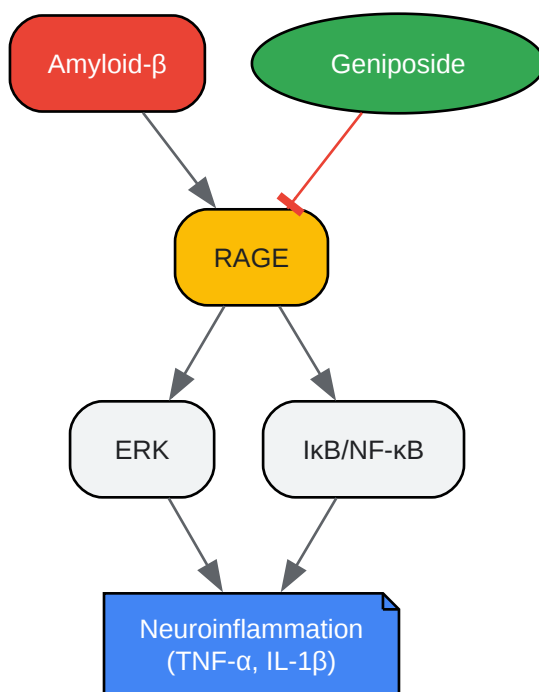 Amyloid-β
Geniposide
RAGE
ERK
IκB/NF-κB
Neuroinflammation
(TNF-α, IL-1β)